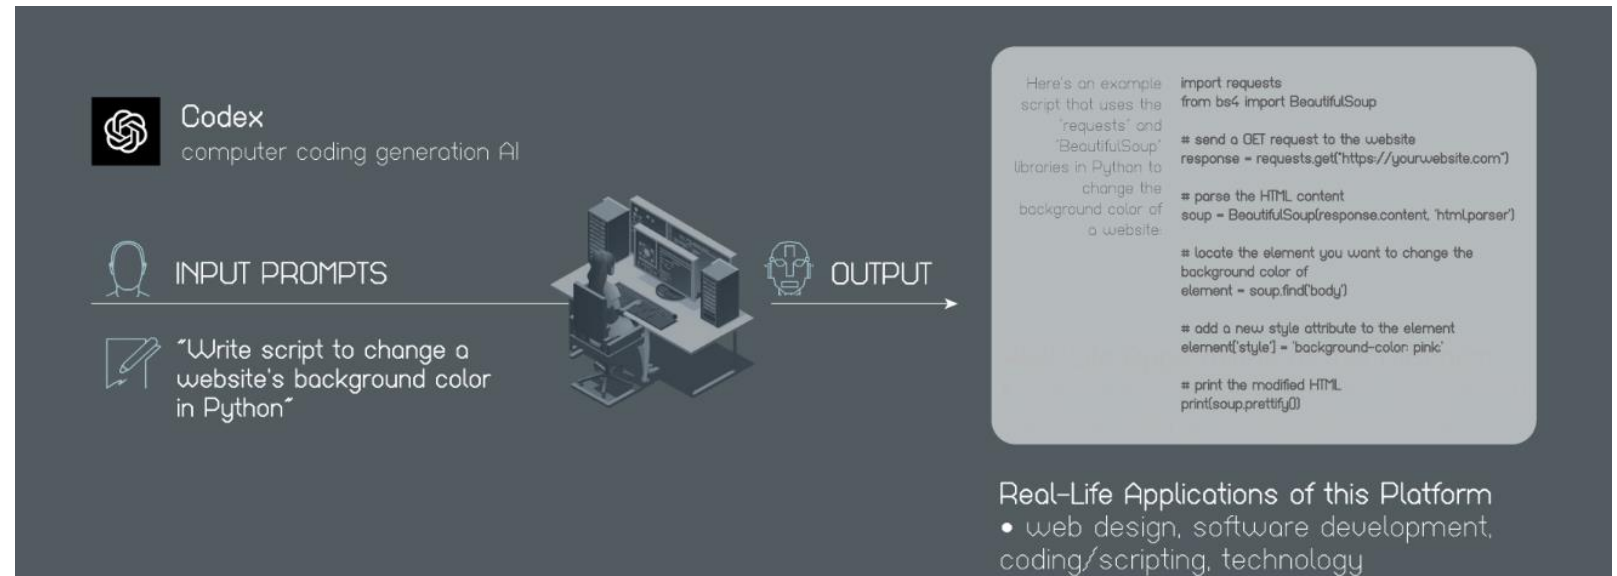 Codex
computer coding generation AI
INPUT PROMPTS
"Write script to change a
website's background color
in Python"
OUTPUT
Here's an example
script that uses the
"requests" and
"BeautifulSoup"
libraries in Python to
change the
background color of
a website:
import requests
from bs4 import BeautifulSoup
# send a GET request to the website
response = requests.get("https://yourwebsite.com")
# parse the HTML content
soup = BeautifulSoup(response.content, 'html.parser')
# locate the element you want to change the
background color of
element = soup.find('body')
# add a new style attribute to the element
element['style'] = 'background-color: pink;'
# print the modified HTML
print(soup.prettify())
Real-Life Applications of this Platform
• web design, software development,
coding/scripting, technology